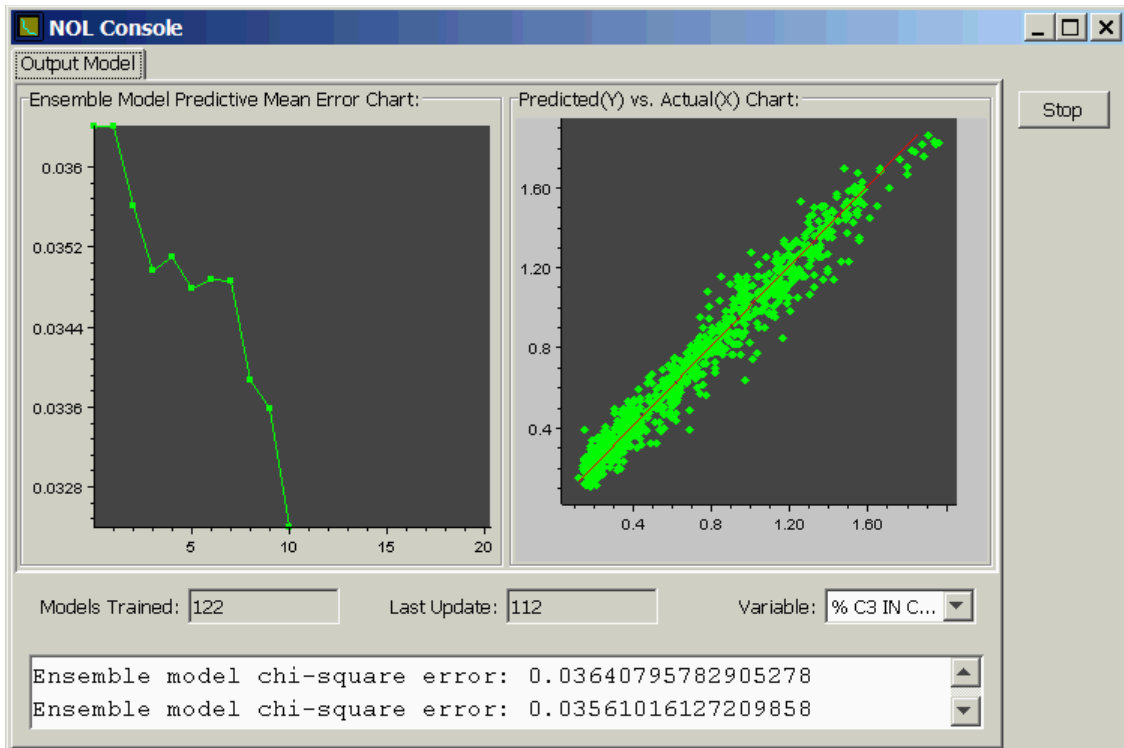 NOL Console
Output Model
Ensemble Model Predictive Mean Error Chart:
0.036
0.0352
0.0344
0.0336
0.0328
5 10 15 20
Predicted(Y) vs. Actual(X) Chart:
1.60
1.20
0.8
0.4
0.4 0.8 1.20 1.60
Stop
Models Trained: 122 Last Update: 112 Variable: % C3 IN C...
Ensemble model chi-square error: 0.03640795782905278
Ensemble model chi-square error: 0.03561016127209858